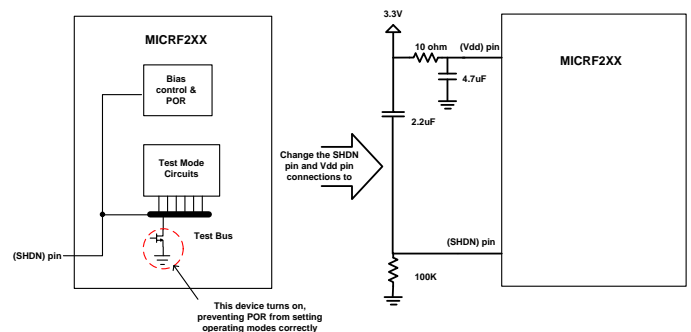 MICRF2XX
Bias
control &
POR
Test Mode
Circuits
Test Bus
(SHDN) pin
This device turns on,
preventing POR from setting
operating modes correctly
Change the SHDN
pin and Vdd pin
connections to
3.3V
10 ohm
(Vdd) pin
4.7uF
2.2uF
(SHDN) pin
100K
MICRF2XX